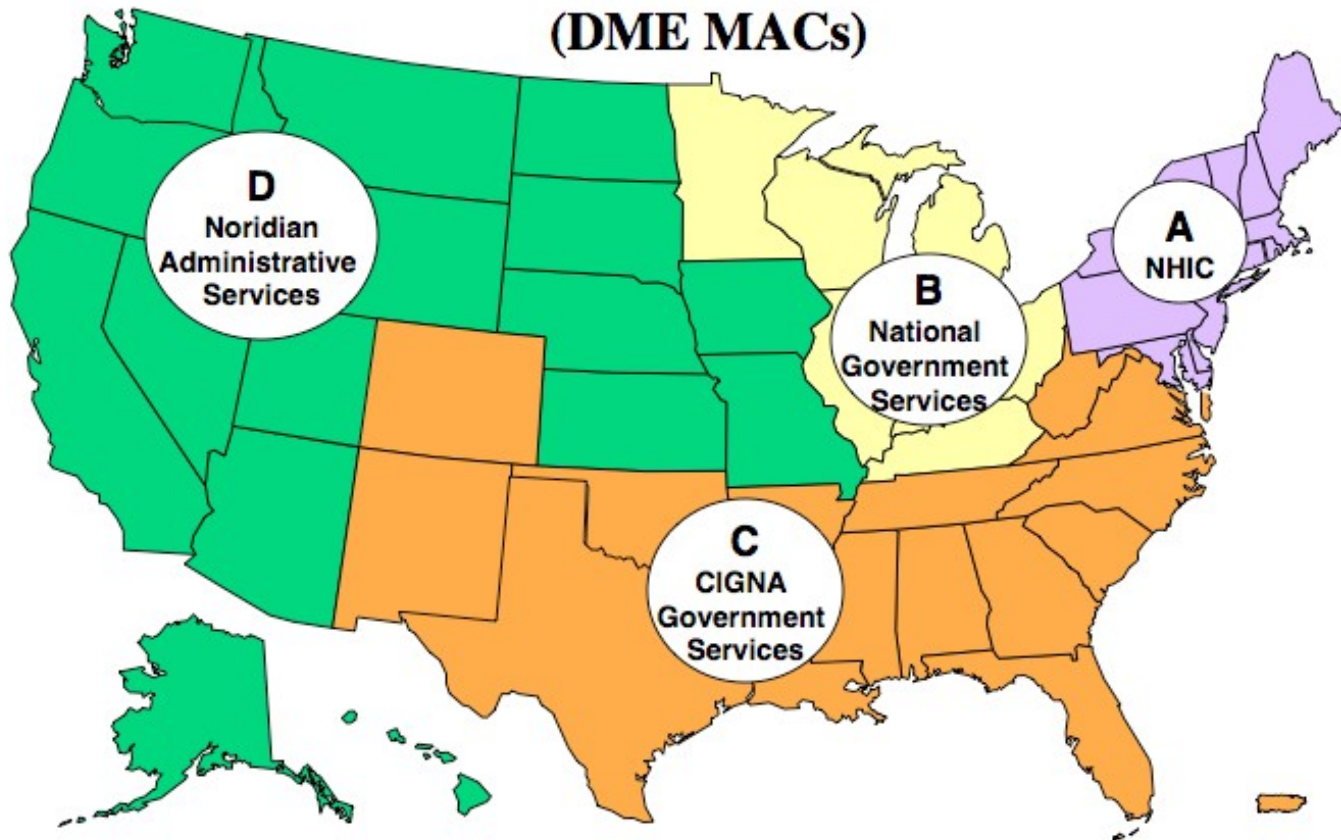 (DME MACs)
D
Noridian
Administrative
Services
A
NHIC
B
National
Government
Services
C
CIGNA
Government
Services